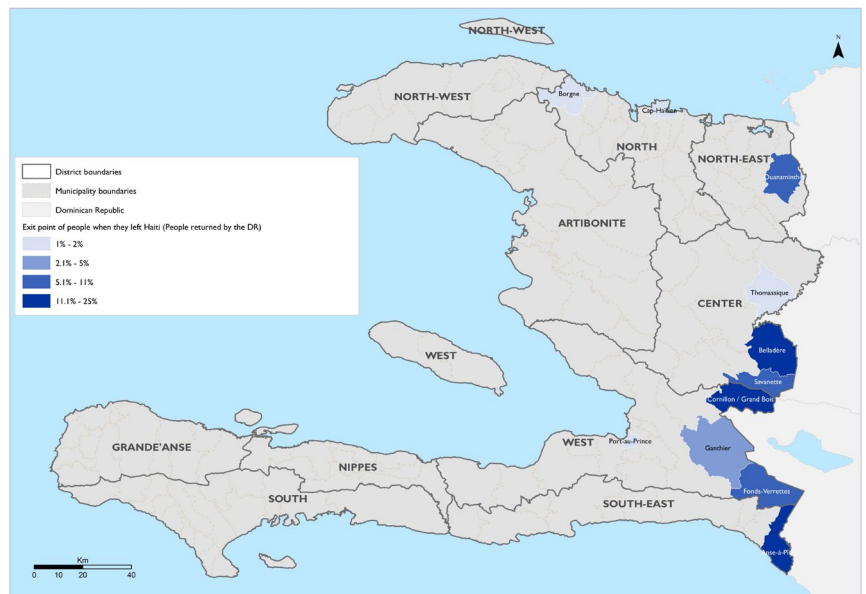 NORTH-WEST
N
NORTH-WEST
Borgne
Cap-Haïtien
NORTH
NORTH-EAST
Ouanaminthe
District boundaries
Municipality boundaries
Dominican Republic
Exit point of people when they left Haiti (People returned by the DR)
1% - 2%
2.1% - 5%
5.1% - 11%
11.1% - 25%
ARTIBONITE
Thomassique
CENTER
Belladère
WEST
Savanette
Cornillon / Grand Bois
GRANDE'ANSE
WEST
Port-au-Prince
Ganthier
NIPPES
SOUTH
Fonds-Verrettes
SOUTH-EAST
Anse-à-Pitr
Km
0 10 20 40